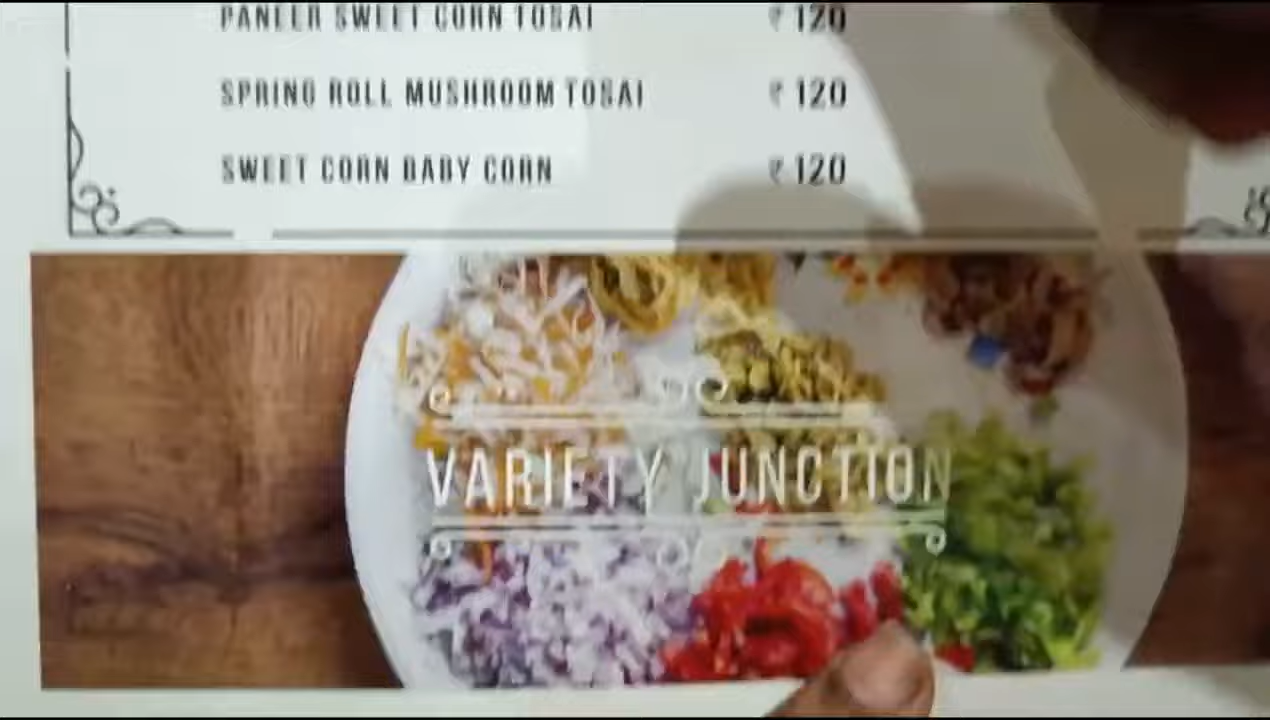 PANEER SWEET CORN TOSAI ₹ 120
SPRING ROLL MUSHROOM TOSAI ₹ 120
SWEET CORN BABY CORN ₹ 120
VARIETY JUNCTION